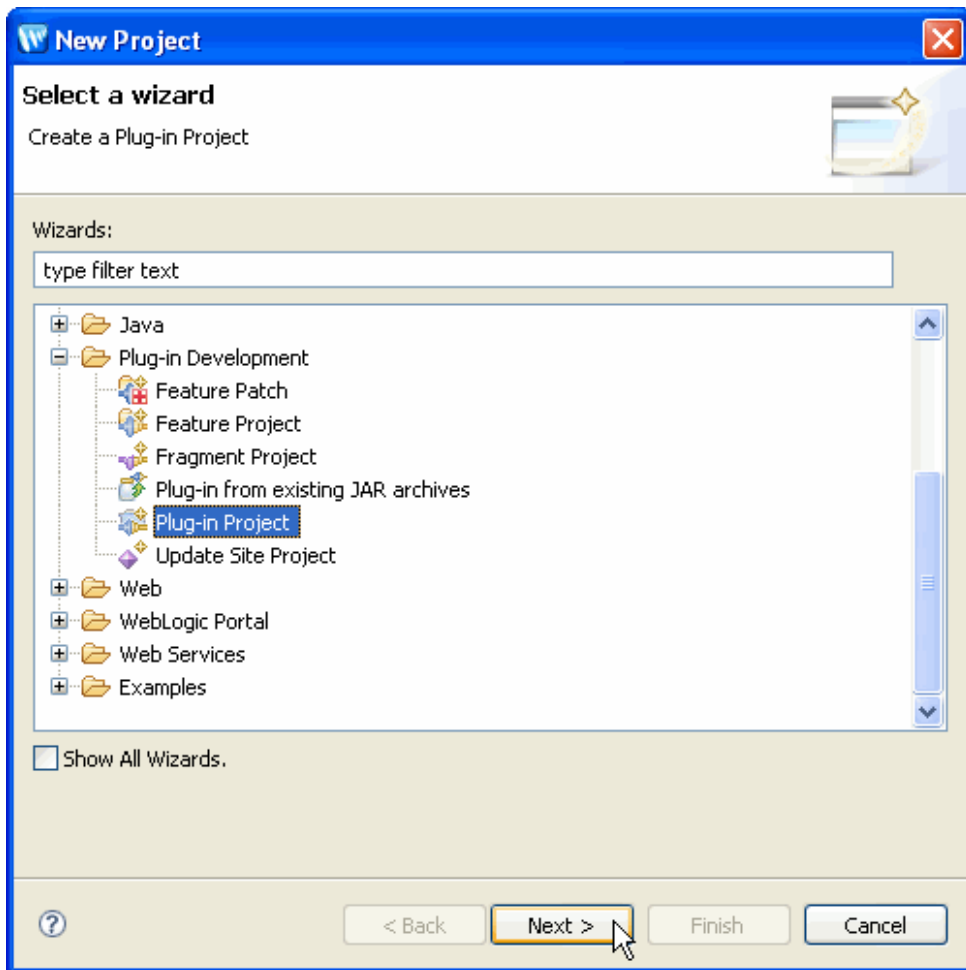 New Project
Select a wizard
Create a Plug-in Project
Wizards:
type filter text
Java
Plug-in Development
Feature Patch
Feature Project
Fragment Project
Plug-in from existing JAR archives
Plug-in Project
Update Site Project
Web
WebLogic Portal
Web Services
Examples
Show All Wizards.
? < Back Next > Finish Cancel